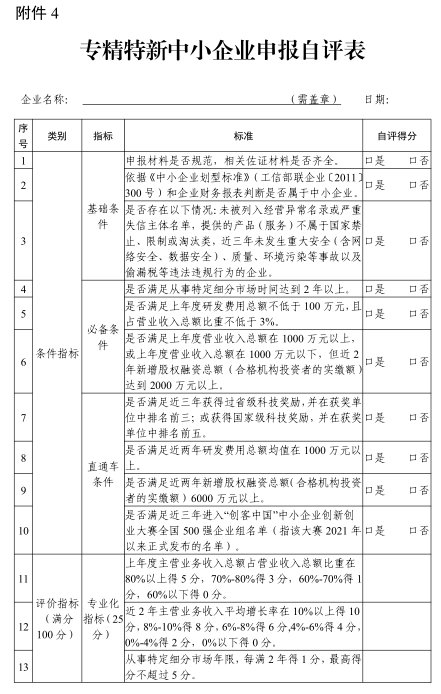 附件 4
专精特新中小企业申报自评表
企业名称： （需盖章） 日期：
序号 类别 指标 标准 自评得分
条件指标
基础条件
1 申报材料是否规范，相关佐证材料是否齐全。 口是 口否
2 依据《中小企业划型标准》（工信部联企业〔2011〕
300 号）和企业财务报表判断是否属于中小企业。 口是 口否
3 是否存在以下情况：未被列入经营异常名录或严重
失信主体名单，提供的产品（服务）不属于国家禁
止、限制或淘汰类，近三年未发生重大安全（含网
络安全、数据安全）、质量、环境污染等事故以及
偷漏税等违法违规行为的企业。 口是 口否
必备条件
4 是否满足从事特定细分市场时间达到 2 年以上。 口是 口否
5 是否满足上年度研发费用总额不低于 100 万元，且
占营业收入总额比重不低于 3%。 口是 口否
6 是否满足上年度营业收入总额在 1000 万元以上，
或上年度营业收入总额在 1000 万元以下，但近 2
年新增股权融资总额（合格机构投资者的实缴额）
达到 2000 万元以上。 口是 口否
直通车条件
7 是否满足近三年获得过省级科技奖励，并在获奖单
位中排名前三；或获得国家级科技奖励，并在获奖
单位中排名前五。 口是 口否
8 是否满足近两年研发费用总额均值在 1000 万元以
上。 口是 口否
9 是否满足近两年新增股权融资总额（合格机构投资
者的实缴额）6000 万元以上。 口是 口否
10 是否满足近三年进入“创客中国”中小企业创新创
业大赛全国 500 强企业组名单（指该大赛 2021 年
以来正式发布的名单）。 口是 口否
评价指标（满分 100 分）
专业化指标（25 分）
11 上年度主营业务收入总额占营业收入总额比重在
80%以上得 5 分，70%-80%得 3 分，60%-70%得 1
分，60%以下得 0 分。
12 近 2 年主营业务收入平均增长率在 10%以上得 10
分，8%-10%得 8 分，6%-8%得 6 分,4%-6%得 4 分，
0%-4%得 2 分，0%以下得 0 分。
13 从事特定细分市场年限，每满 2 年得 1 分，最高得
分不超过 5 分。